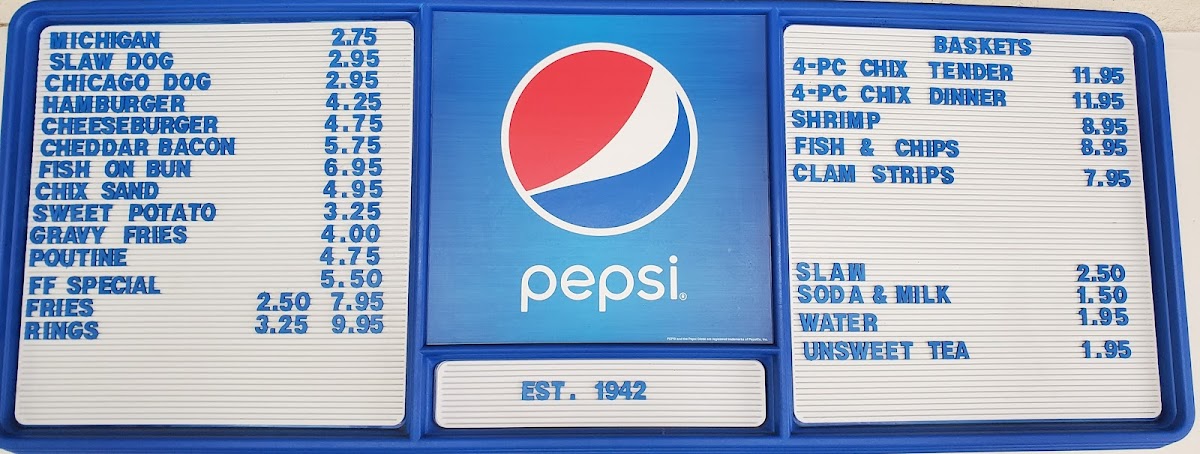 MICHIGAN 2.75
SLAW DOG 2.95
CHICAGO DOG 2.95
HAMBURGER 4.25
CHEESEBURGER 4.75
CHEDDAR BACON 5.75
FISH ON BUN 6.95
CHIX SAND 4.95
SWEET POTATO 3.25
GRAVY FRIES 4.00
POUTINE 4.75
FF SPECIAL 5.50
FRIES 2.50 7.95
RINGS 3.25 9.95
pepsi
EST. 1942
BASKETS
4-PC CHIX TENDER 11.95
4-PC CHIX DINNER 11.95
SHRIMP 8.95
FISH & CHIPS 8.95
CLAM STRIPS 7.95
SLAW 2.50
SODA & MILK 1.50
WATER 1.95
UNSWEET TEA 1.95